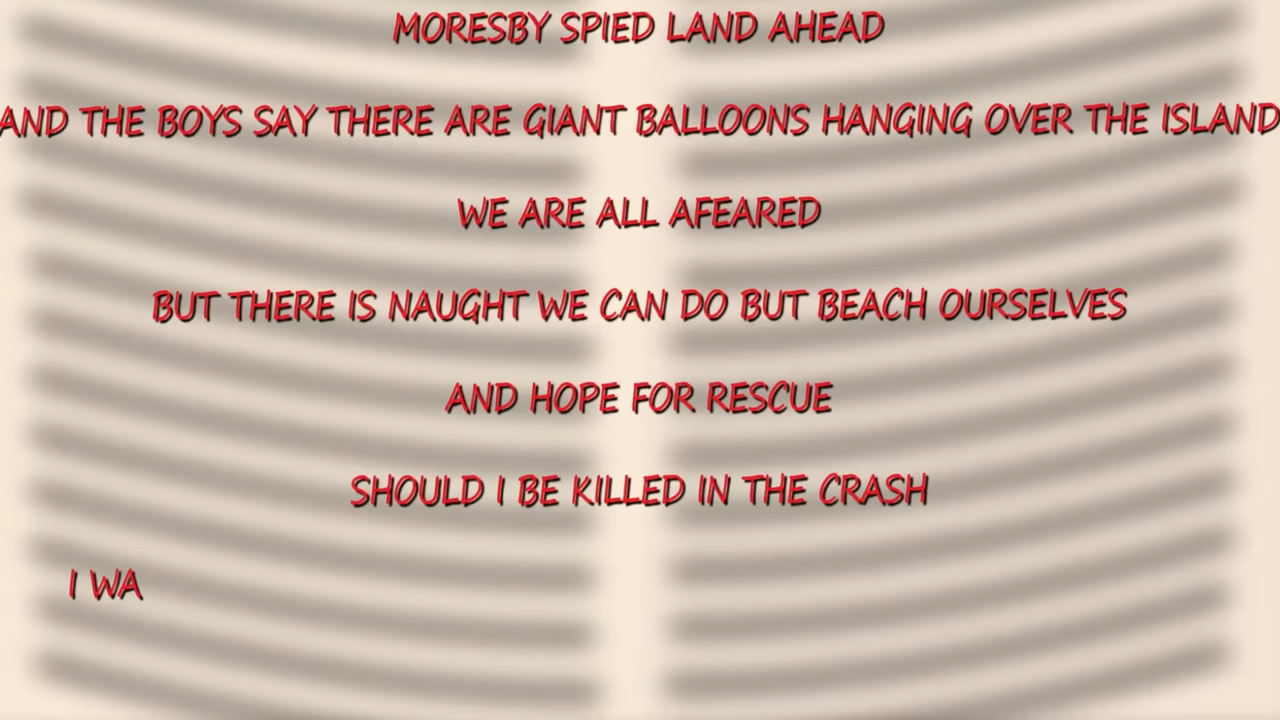 MORESBY SPIED LAND AHEAD
AND THE BOYS SAY THERE ARE GIANT BALLOONS HANGING OVER THE ISLAND
WE ARE ALL AFEARED
BUT THERE IS NAUGHT WE CAN DO BUT BEACH OURSELVES
AND HOPE FOR RESCUE
SHOULD I BE KILLED IN THE CRASH
I WA